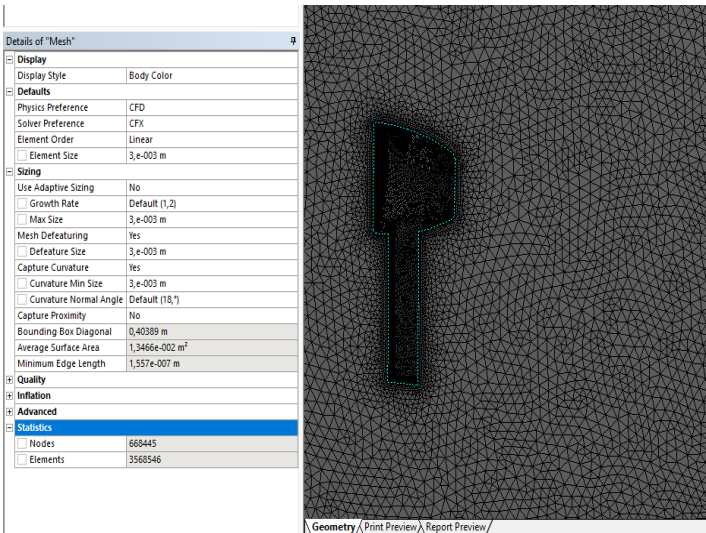 Details of "Mesh"
Display
Display Style Body Color
Defaults
Physics Preference CFD
Solver Preference CFX
Element Order Linear
Element Size 3,e-003 m
Sizing
Use Adaptive Sizing No
Growth Rate Default (1,2)
Max Size 3,e-003 m
Mesh Defeaturing Yes
Defeature Size 3,e-003 m
Capture Curvature Yes
Curvature Min Size 3,e-003 m
Curvature Normal Angle Default (18,°)
Capture Proximity No
Bounding Box Diagonal 0,40389 m
Average Surface Area 1,3466e-002 m²
Minimum Edge Length 1,557e-007 m
Quality
Inflation
Advanced
Statistics
Nodes 668445
Elements 3568546
Geometry Print Preview Report Preview